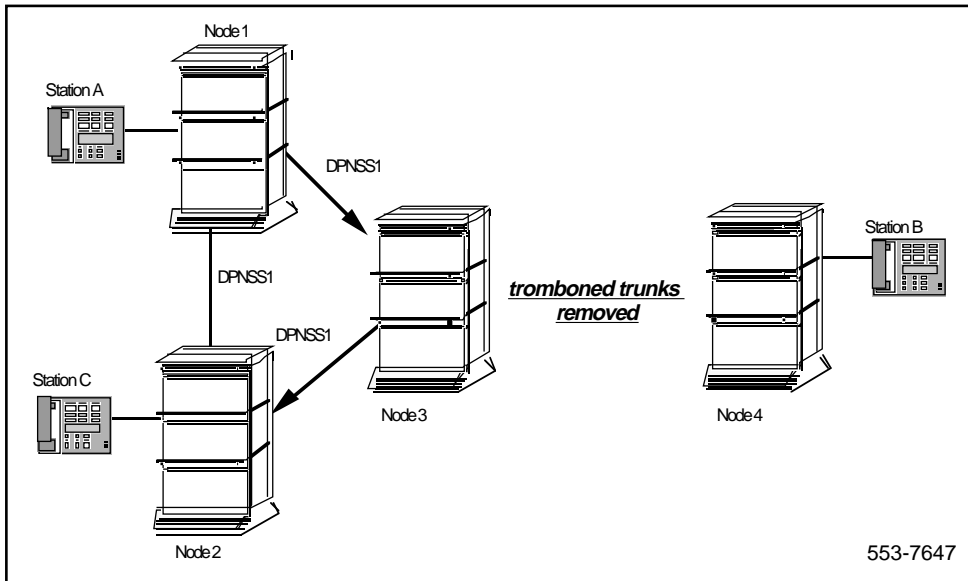 Node 1
Station A
DPNSS1
Station B
DPNSS1
tromboned trunks
removed
DPNSS1
Station C
Node 3
Node 4
Node 2
553-7647